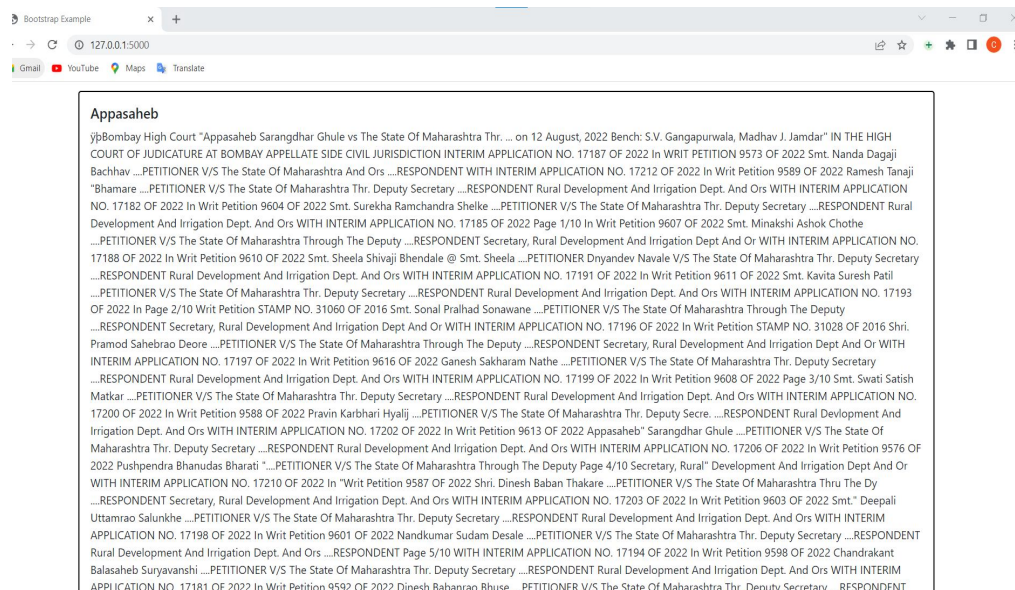 Bootstrap Example
127.0.0.1:5000
Gmail YouTube Maps Translate
Appasaheb
ÿþBombay High Court "Appasaheb Sarangdhar Ghule vs The State Of Maharashtra Thr. ... on 12 August, 2022 Bench: S.V. Gangapurwala, Madhav J. Jamdar" IN THE HIGH
COURT OF JUDICATURE AT BOMBAY APPELLATE SIDE CIVIL JURISDICTION INTERIM APPLICATION NO. 17187 OF 2022 In WRIT PETITION 9573 OF 2022 Smt. Nanda Dagaji
Bachhav ....PETITIONER V/S The State Of Maharashtra And Ors ....RESPONDENT WITH INTERIM APPLICATION NO. 17212 OF 2022 In Writ Petition 9589 OF 2022 Ramesh Tanaji
"Bhamare ....PETITIONER V/S The State Of Maharashtra Thr. Deputy Secretary ....RESPONDENT Rural Development And Irrigation Dept. And Ors WITH INTERIM APPLICATION
NO. 17182 OF 2022 In Writ Petition 9604 OF 2022 Smt. Surekha Ramchandra Shelke ....PETITIONER V/S The State Of Maharashtra Thr. Deputy Secretary ....RESPONDENT Rural
Development And Irrigation Dept. And Ors WITH INTERIM APPLICATION NO. 17185 OF 2022 Page 1/10 In Writ Petition 9607 OF 2022 Smt. Minakshi Ashok Chothe
....PETITIONER V/S The State Of Maharashtra Through The Deputy ....RESPONDENT Secretary, Rural Development And Irrigation Dept And Or WITH INTERIM APPLICATION NO.
17188 OF 2022 In Writ Petition 9610 OF 2022 Smt. Sheela Shivaji Bhendale @ Smt. Sheela ....PETITIONER Dnyandev Navale V/S The State Of Maharashtra Thr. Deputy Secretary
....RESPONDENT Rural Development And Irrigation Dept. And Ors WITH INTERIM APPLICATION NO. 17191 OF 2022 In Writ Petition 9611 OF 2022 Smt. Kavita Suresh Patil
....PETITIONER V/S The State Of Maharashtra Thr. Deputy Secretary ....RESPONDENT Rural Development And Irrigation Dept. And Ors WITH INTERIM APPLICATION NO. 17193
OF 2022 In Page 2/10 Writ Petition STAMP NO. 31060 OF 2016 Smt. Sonal Pralhad Sonawane ....PETITIONER V/S The State Of Maharashtra Through The Deputy
....RESPONDENT Secretary, Rural Development And Irrigation Dept And Or WITH INTERIM APPLICATION NO. 17196 OF 2022 In Writ Petition STAMP NO. 31028 OF 2016 Shri.
Pramod Sahebrao Deore ....PETITIONER V/S The State Of Maharashtra Through The Deputy ....RESPONDENT Secretary, Rural Development And Irrigation Dept And Or WITH
INTERIM APPLICATION NO. 17197 OF 2022 In Writ Petition 9616 OF 2022 Ganesh Sakharam Nathe ....PETITIONER V/S The State Of Maharashtra Thr. Deputy Secretary
....RESPONDENT Rural Development And Irrigation Dept. And Ors WITH INTERIM APPLICATION NO. 17199 OF 2022 In Writ Petition 9608 OF 2022 Page 3/10 Smt. Swati Satish
Matkar ....PETITIONER V/S The State Of Maharashtra Thr. Deputy Secretary ....RESPONDENT Rural Development And Irrigation Dept. And Ors WITH INTERIM APPLICATION NO.
17200 OF 2022 In Writ Petition 9588 OF 2022 Pravin Karbhari Hyalij ....PETITIONER V/S The State Of Maharashtra Thr. Deputy Secre. ....RESPONDENT Rural Devlopment And
Irrigation Dept. And Ors WITH INTERIM APPLICATION NO. 17202 OF 2022 In Writ Petition 9613 OF 2022 Appasaheb" Sarangdhar Ghule ....PETITIONER V/S The State Of
Maharashtra Thr. Deputy Secretary ....RESPONDENT Rural Development And Irrigation Dept. And Ors WITH INTERIM APPLICATION NO. 17206 OF 2022 In Writ Petition 9576 OF
2022 Pushpendra Bhanudas Bharati "....PETITIONER V/S The State Of Maharashtra Through The Deputy Page 4/10 Secretary, Rural" Development And Irrigation Dept And Or
WITH INTERIM APPLICATION NO. 17210 OF 2022 In "Writ Petition 9587 OF 2022 Shri. Dinesh Baban Thakare ....PETITIONER V/S The State Of Maharashtra Thru The Dy
....RESPONDENT Secretary, Rural Development And Irrigation Dept. And Ors WITH INTERIM APPLICATION NO. 17203 OF 2022 In Writ Petition 9603 OF 2022 Smt." Deepali
Uttamrao Salunkhe ....PETITIONER V/S The State Of Maharashtra Thr. Deputy Secretary ....RESPONDENT Rural Development And Irrigation Dept. And Ors WITH INTERIM
APPLICATION NO. 17198 OF 2022 In Writ Petition 9601 OF 2022 Nandkumar Sudam Desale ....PETITIONER V/S The State Of Maharashtra Thr. Deputy Secretary ....RESPONDENT
Rural Development And Irrigation Dept. And Ors ....RESPONDENT Page 5/10 WITH INTERIM APPLICATION NO. 17194 OF 2022 In Writ Petition 9598 OF 2022 Chandrakant
Balasaheb Suryavanshi ....PETITIONER V/S The State Of Maharashtra Thr. Deputy Secretary ....RESPONDENT Rural Development And Irrigation Dept. And Ors WITH INTERIM
APPLICATION NO. 17181 OF 2022 In Writ Petition 9592 OF 2022 Dinesh Babanrao Bhuse ....PETITIONER V/S The State Of Maharashtra Thr. Deputy Secretary ....RESPONDENT